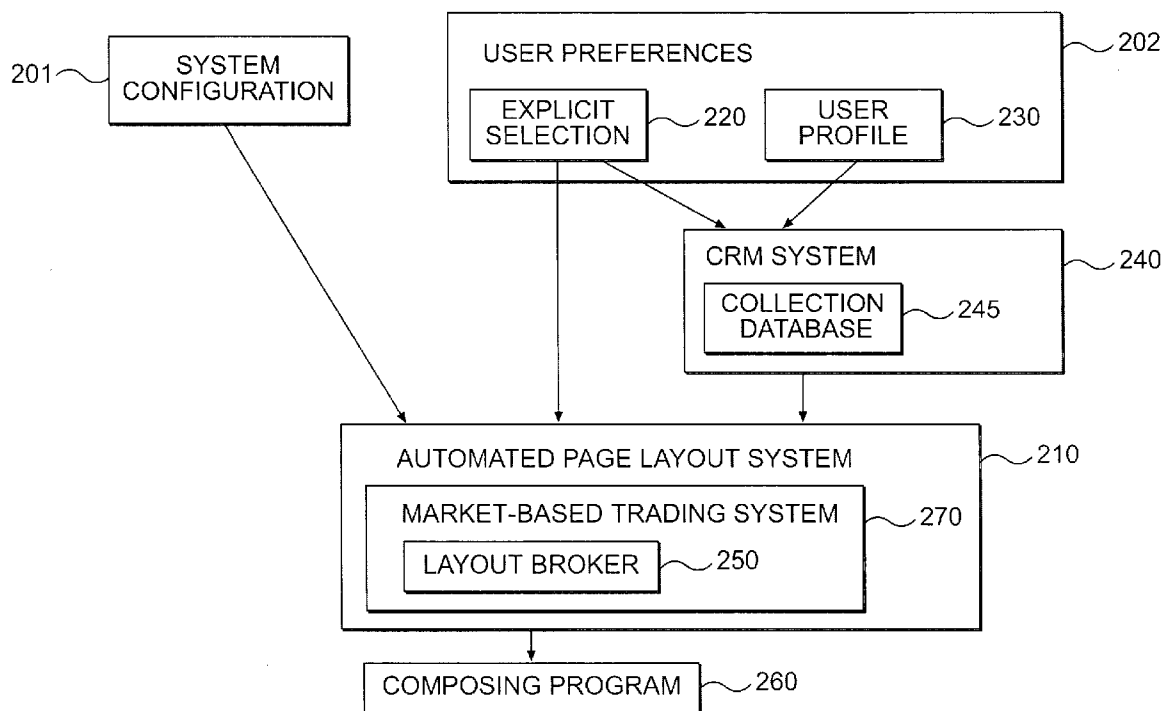 201
SYSTEM
CONFIGURATION
USER PREFERENCES
202
EXPLICIT
SELECTION
220
USER
PROFILE
230
CRM SYSTEM
240
COLLECTION
DATABASE
245
AUTOMATED PAGE LAYOUT SYSTEM
210
MARKET-BASED TRADING SYSTEM
270
LAYOUT BROKER
250
COMPOSING PROGRAM
260